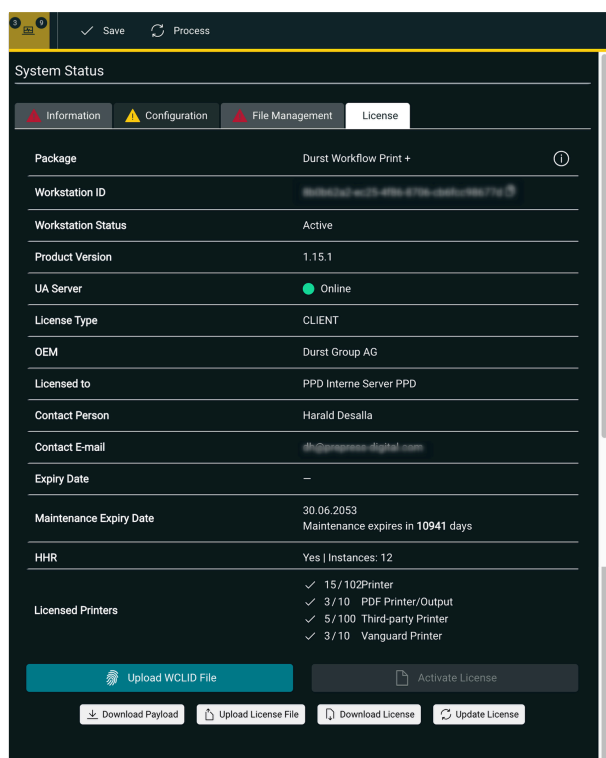 3 9 Save Process
System Status
Information Configuration File Management License
Package Durst Workflow Print +
Workstation ID
Workstation Status Active
Product Version 1.15.1
UA Server Online
License Type CLIENT
OEM Durst Group AG
Licensed to PPD Interne Server PPD
Contact Person Harald Desalla
Contact E-mail
Expiry Date –
Maintenance Expiry Date 30.06.2053
Maintenance expires in 10941 days
HHR Yes | Instances: 12
Licensed Printers
15/102Printer
3/10 PDF Printer/Output
5/100 Third-party Printer
3/10 Vanguard Printer
Upload WCLID File Activate License
Download Payload Upload License File Download License Update License